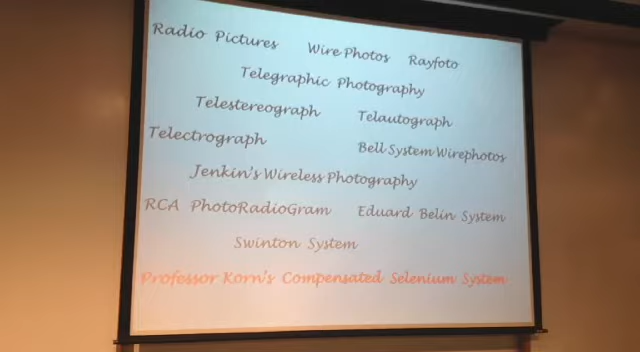 Radio Pictures Wire Photos Rayfoto
Telegraphic Photography
Telestereograph Telautograph
Telectrograph Bell System Wirephotos
Jenkin's Wireless Photography
RCA PhotoRadioGram Eduard Belin System
Swinton System
Professor Korn's Compensated Selenium System